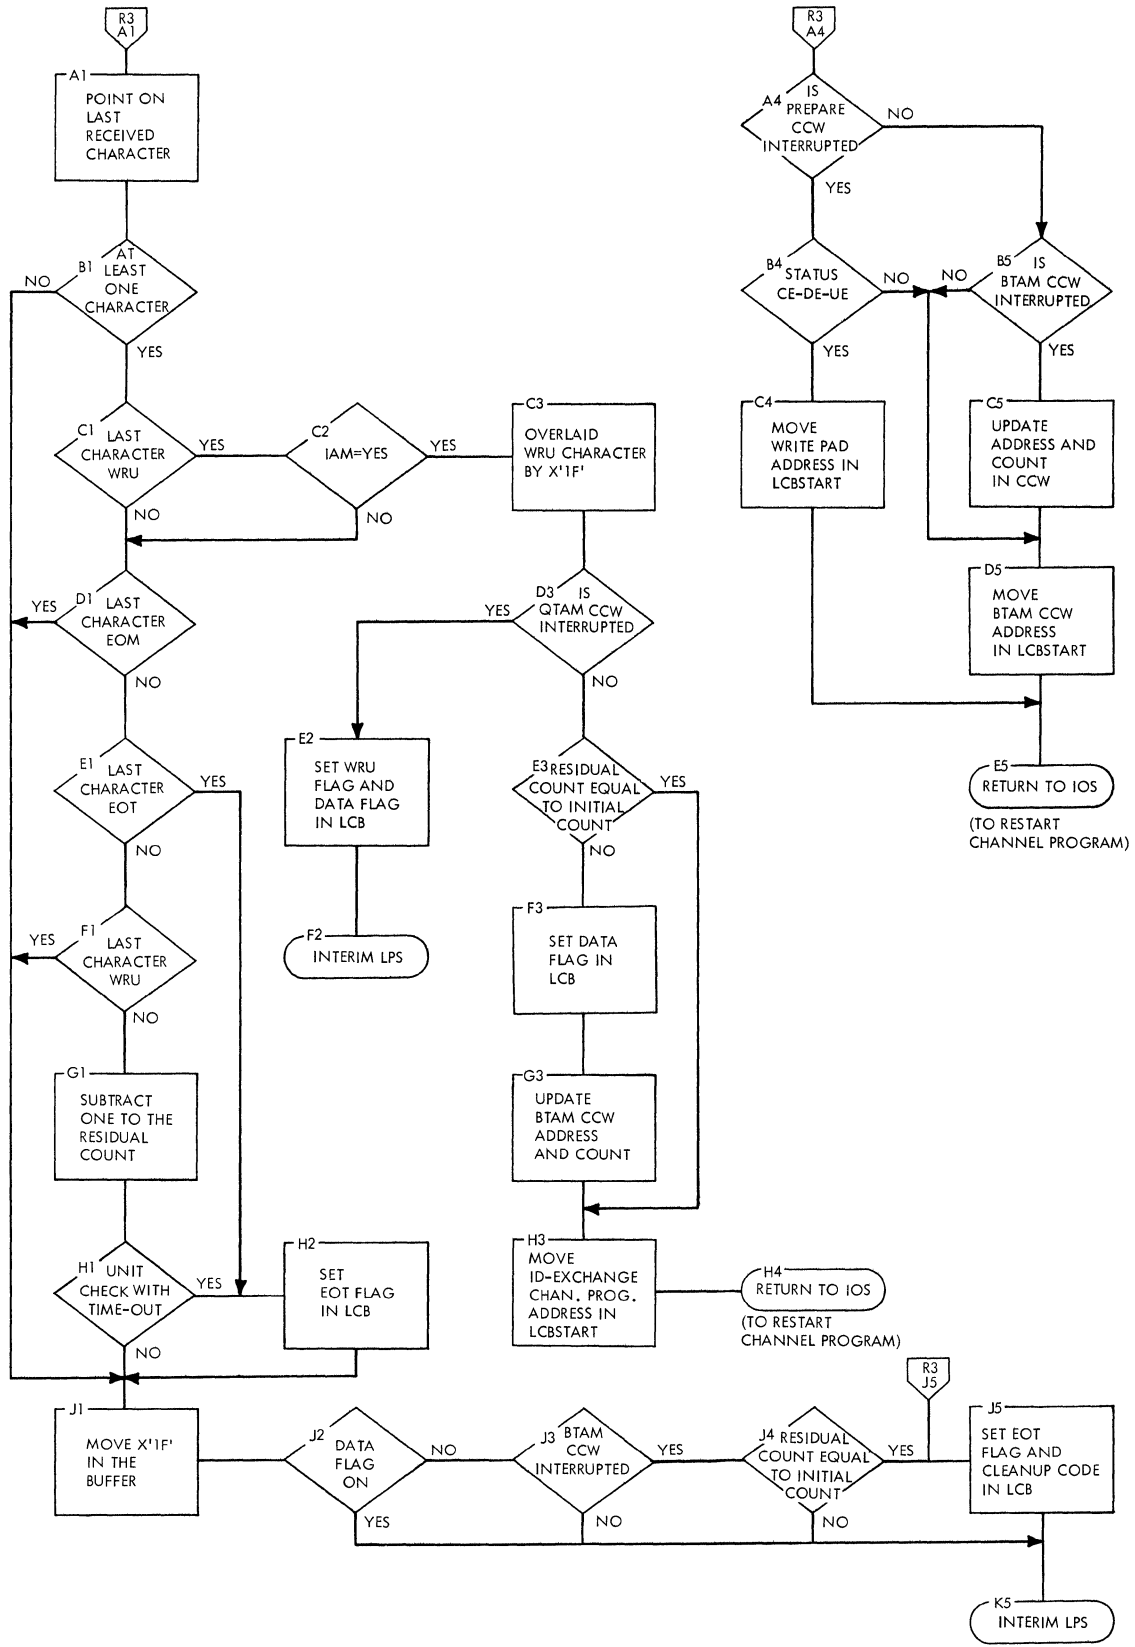 R3
A1
A1
POINT ON
LAST
RECEIVED
CHARACTER
B1
AT
LEAST
ONE
CHARACTER
NO
YES
C1
LAST
CHARACTER
WRU
YES
NO
C2
IAM=YES
YES
NO
C3
OVERLAID
WRU CHARACTER
BY X'1F'
D1
LAST
CHARACTER
EOM
YES
NO
D3
IS
QTAM CCW
INTERRUPTED
YES
NO
E1
LAST
CHARACTER
EOT
YES
NO
E2
SET WRU
FLAG AND
DATA FLAG
IN LCB
E3
RESIDUAL
COUNT EQUAL
TO INITIAL
COUNT
YES
NO
F1
LAST
CHARACTER
WRU
YES
NO
F2
INTERIM LPS
F3
SET DATA
FLAG IN
LCB
G1
SUBTRACT
ONE TO THE
RESIDUAL
COUNT
G3
UPDATE
BTAM CCW
ADDRESS
AND COUNT
H1
UNIT
CHECK WITH
TIME-OUT
YES
NO
H2
SET
EOT FLAG
IN LCB
H3
MOVE
ID-EXCHANGE
CHAN. PROG.
ADDRESS IN
LCBSTART
H4
RETURN TO IOS
(TO RESTART
CHANNEL PROGRAM)
R3
A4
A4
IS
PREPARE
CCW
INTERRUPTED
NO
YES
B4
STATUS
CE-DE-UE
NO
YES
B5
IS
BTAM CCW
INTERRUPTED
NO
YES
C4
MOVE
WRITE PAD
ADDRESS IN
LCBSTART
C5
UPDATE
ADDRESS AND
COUNT
IN CCW
D5
MOVE
BTAM CCW
ADDRESS
IN LCBSTART
E5
RETURN TO IOS
(TO RESTART
CHANNEL PROGRAM)
J1
MOVE X'1F'
IN THE
BUFFER
J2
DATA
FLAG
ON
NO
YES
J3
BTAM
CCW
INTERRUPTED
YES
NO
J4
RESIDUAL
COUNT EQUAL
TO INITIAL
COUNT
YES
NO
R3
J5
J5
SET EOT
FLAG AND
CLEANUP CODE
IN LCB
K5
INTERIM LPS